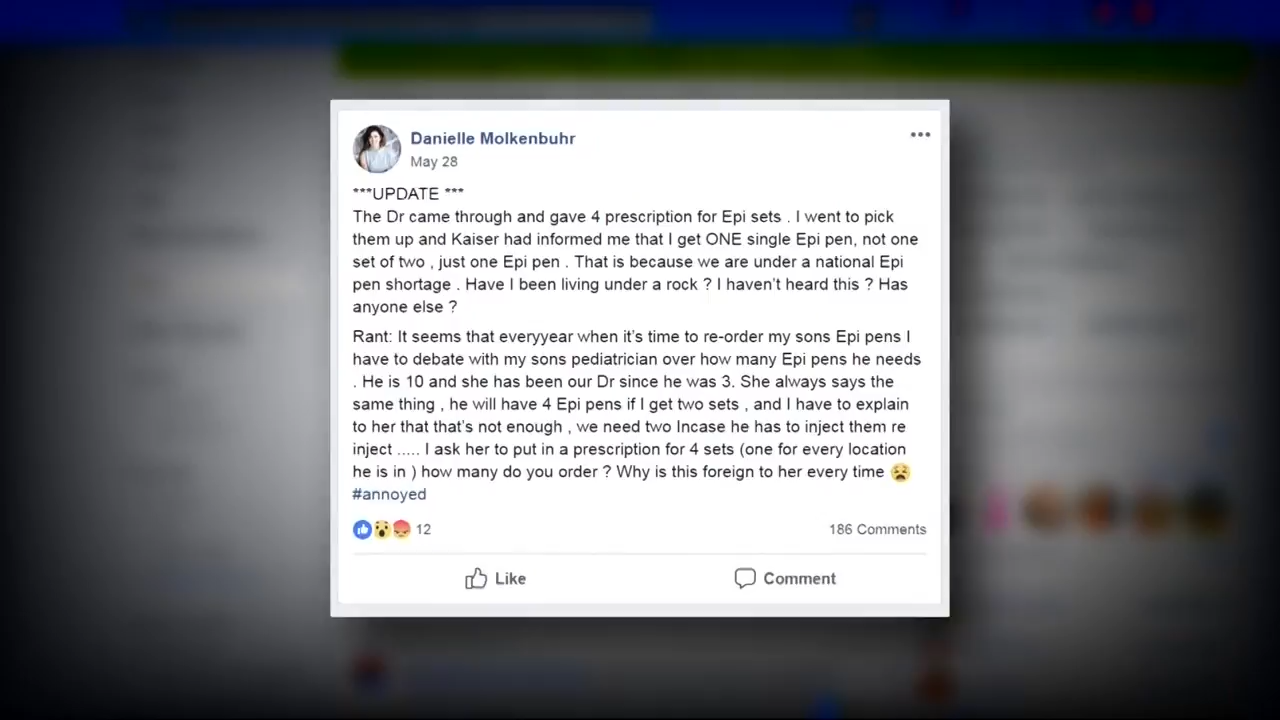 Danielle Molkenbuhr
May 28
***UPDATE ***
The Dr came through and gave 4 prescription for Epi sets . I went to pick
them up and Kaiser had informed me that I get ONE single Epi pen, not one
set of two , just one Epi pen . That is because we are under a national Epi
pen shortage . Have I been living under a rock ? I haven't heard this ? Has
anyone else ?
Rant: It seems that everyyear when it's time to re-order my sons Epi pens I
have to debate with my sons pediatrician over how many Epi pens he needs
. He is 10 and she has been our Dr since he was 3. She always says the
same thing , he will have 4 Epi pens if I get two sets , and I have to explain
to her that that's not enough , we need two Incase he has to inject them re
inject ..... I ask her to put in a prescription for 4 sets (one for every location
he is in ) how many do you order ? Why is this foreign to her every time 😫
#annoyed
12
186 Comments
Like
Comment